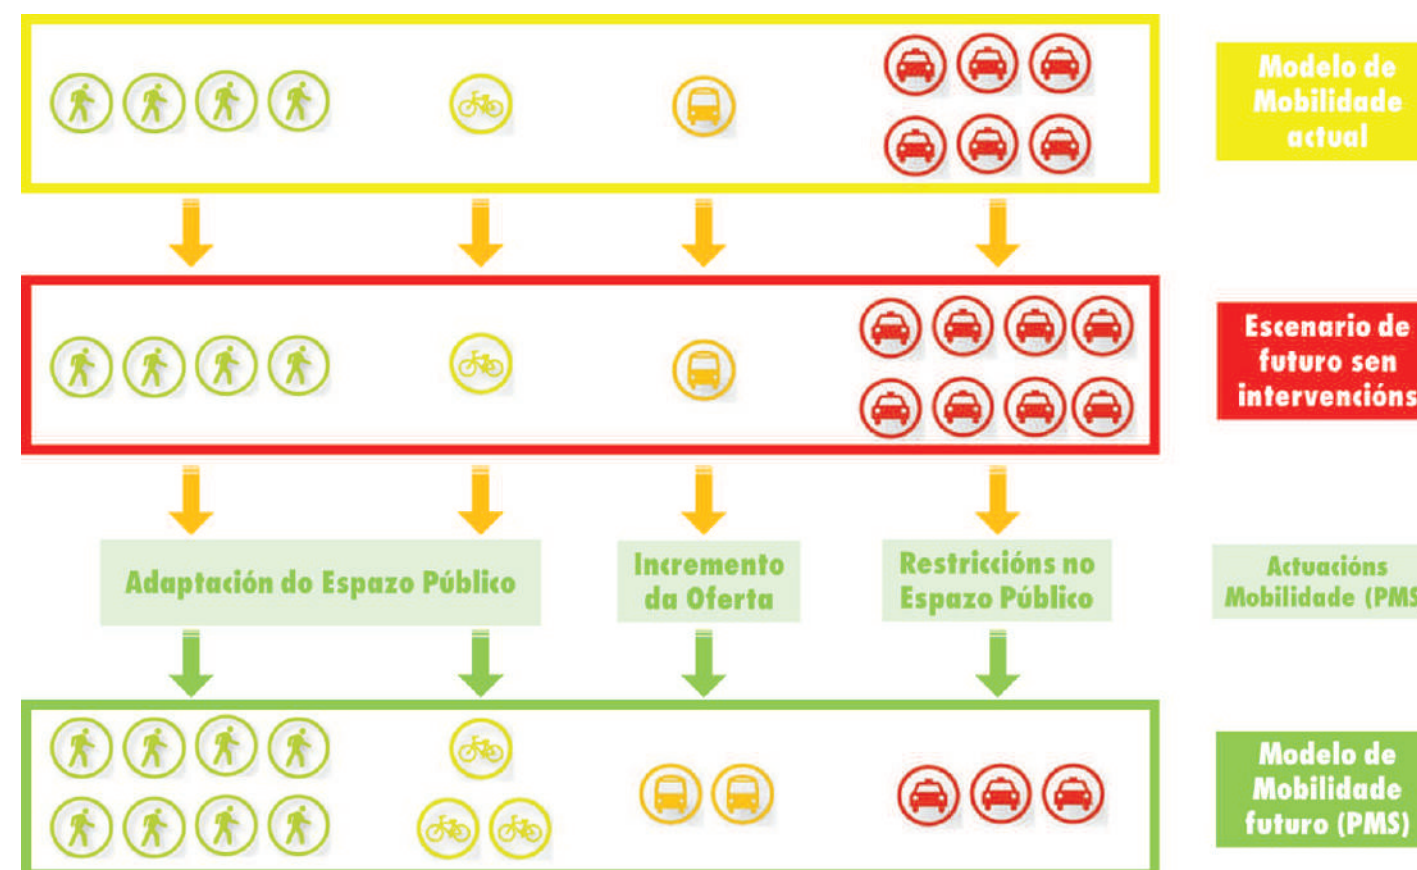 Modelo de
Mobilidade
actual
Escenario de
futuro sen
intervencións
Adaptación do Espazo Público
Incremento
da Oferta
Restriccións no
Espazo Público
Actuacións
Mobilidade (PMS
Modelo de
Mobilidade
futuro (PMS)